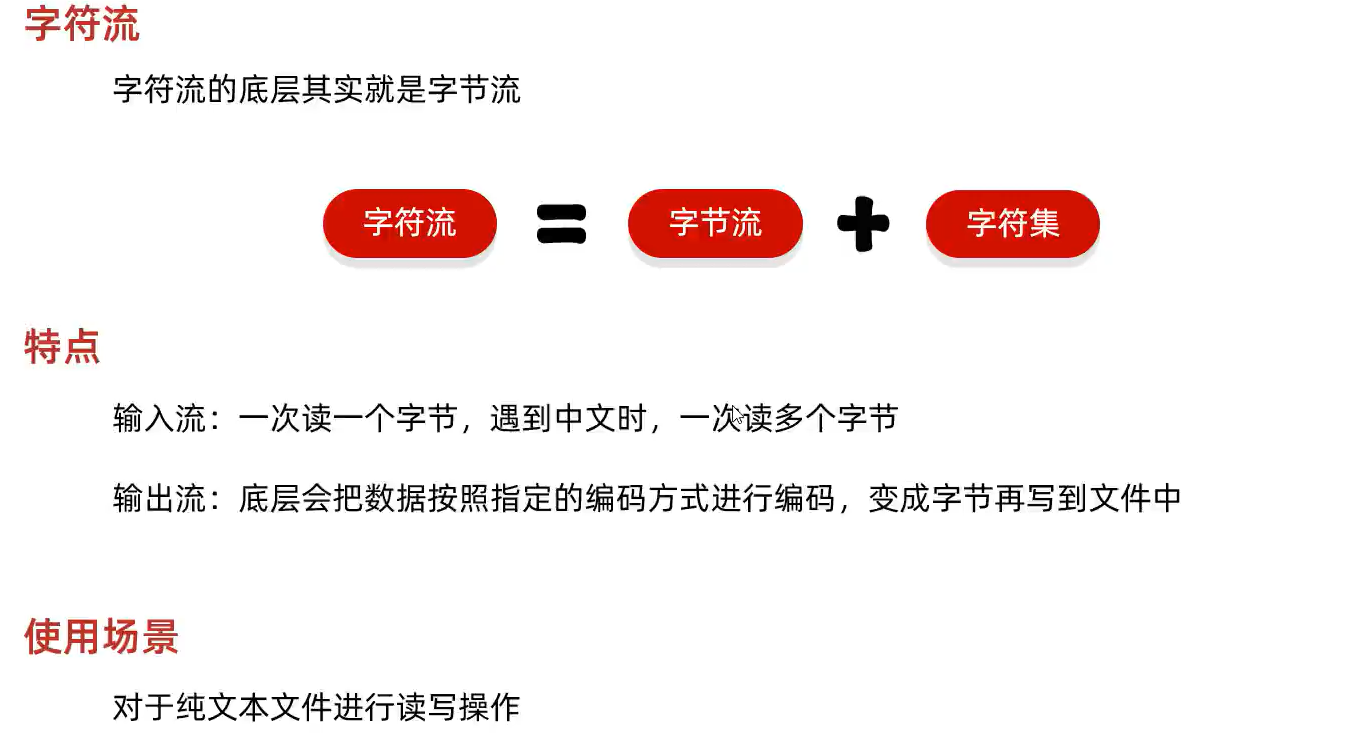 字符流
字符流的底层其实就是字节流
字符流 = 字节流 + 字符集
特点
输入流：一次读一个字节，遇到中文时，一次读多个字节
输出流：底层会把数据按照指定的编码方式进行编码，变成字节再写到文件中
使用场景
对于纯文本文件进行读写操作